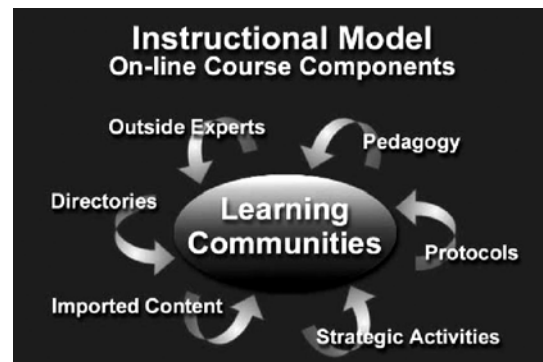 Instructional Model
On-line Course Components
Outside Experts
Pedagogy
Directories
Learning
Communities
Protocols
Imported Content
Strategic Activities